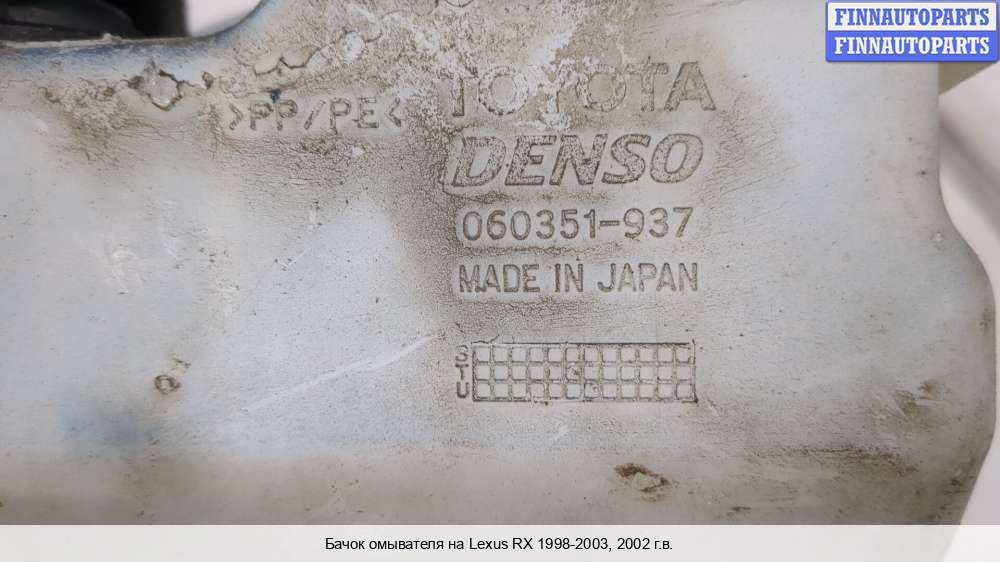 FINNAUTOPARTS
FINNAUTOPARTS
TOYOTA
>PP/PE<
DENSO
060351-937
MADE IN JAPAN
S
T
U
Бачок омывателя на Lexus RX 1998-2003, 2002 г.в.